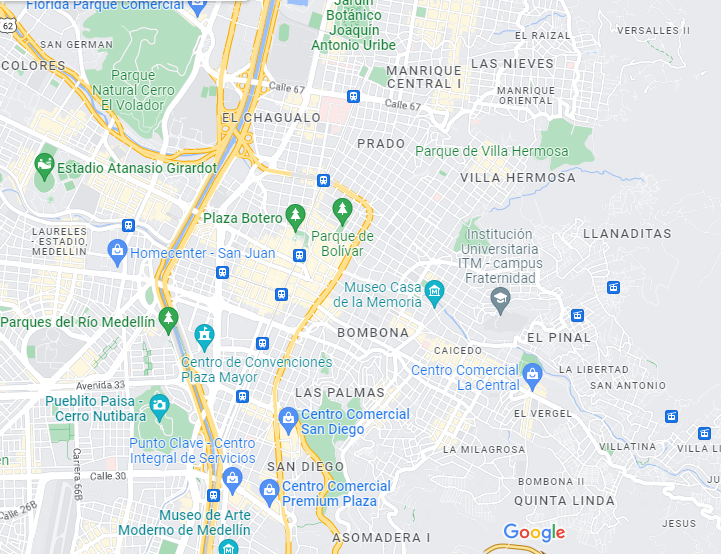 Florida Parque Comercial
Jardín
Botánico
Joaquín
Antonio Uribe
62
SAN GERMAN
COLORES
Parque
Natural Cerro
El Volador
EL RAIZAL
VERSALLES II
LAS NIEVES
MANRIQUE
CENTRAL I
MANRIQUE
ORIENTAL
Calle 67
Calle 67
EL CHAGUALO
PRADO
Parque de Villa Hermosa
Estadio Atanasio Girardot
VILLA HERMOSA
Plaza Botero
Parque de
Bolívar
LAURELES
- ESTADIO,
MEDELLIN
Homecenter - San Juan
Institución
Universitaria
ITM - campus
Fraternidad
LLANADITAS
Museo Casa
de la Memoria
Parques del Río Medellín
BOMBONA
EL PINAL
CAICEDO
Centro de Convenciones
Plaza Mayor
Centro Comercial
La Central
LA LIBERTAD
SAN ANTONIO
Avenida 33
LAS PALMAS
Pueblito Paisa -
Cerro Nutibara
Centro Comercial
San Diego
EL VERGEL
Punto Clave - Centro
Integral de Servicios
LA MILAGROSA
VILLATINA
VILLA LI
SAN DIEGO
en
Calle 30
Carrera 66B
Centro Comercial
Premium Plaza
BOMBONA II
QUINTA LINDA
Calle 26B
Museo de Arte
Moderno de Medellín
ASOMADERA I
Google
JESUS